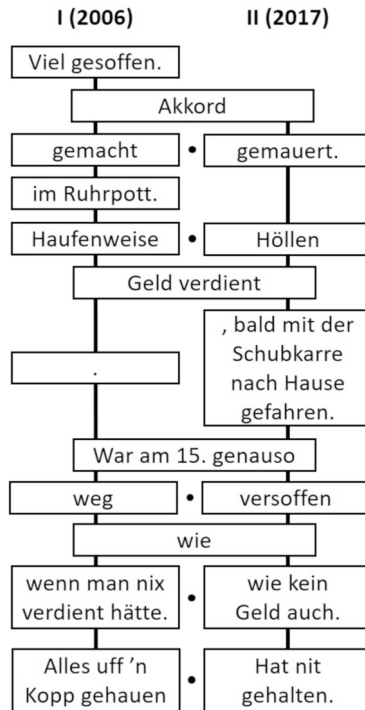 I (2006) II (2017)
Viel gesoffen.
Akkord
gemacht • gemauert.
im Ruhrpott.
Haufenweise • Höllen
Geld verdient
, bald mit der
Schubkarre
nach Hause
gefahren.
.
War am 15. genauso
weg • versoffen
wie
wenn man nix
verdient hätte.
•
wie kein
Geld auch.
Alles uff ’n
Kopp gehauen
•
Hat nit
gehalten.